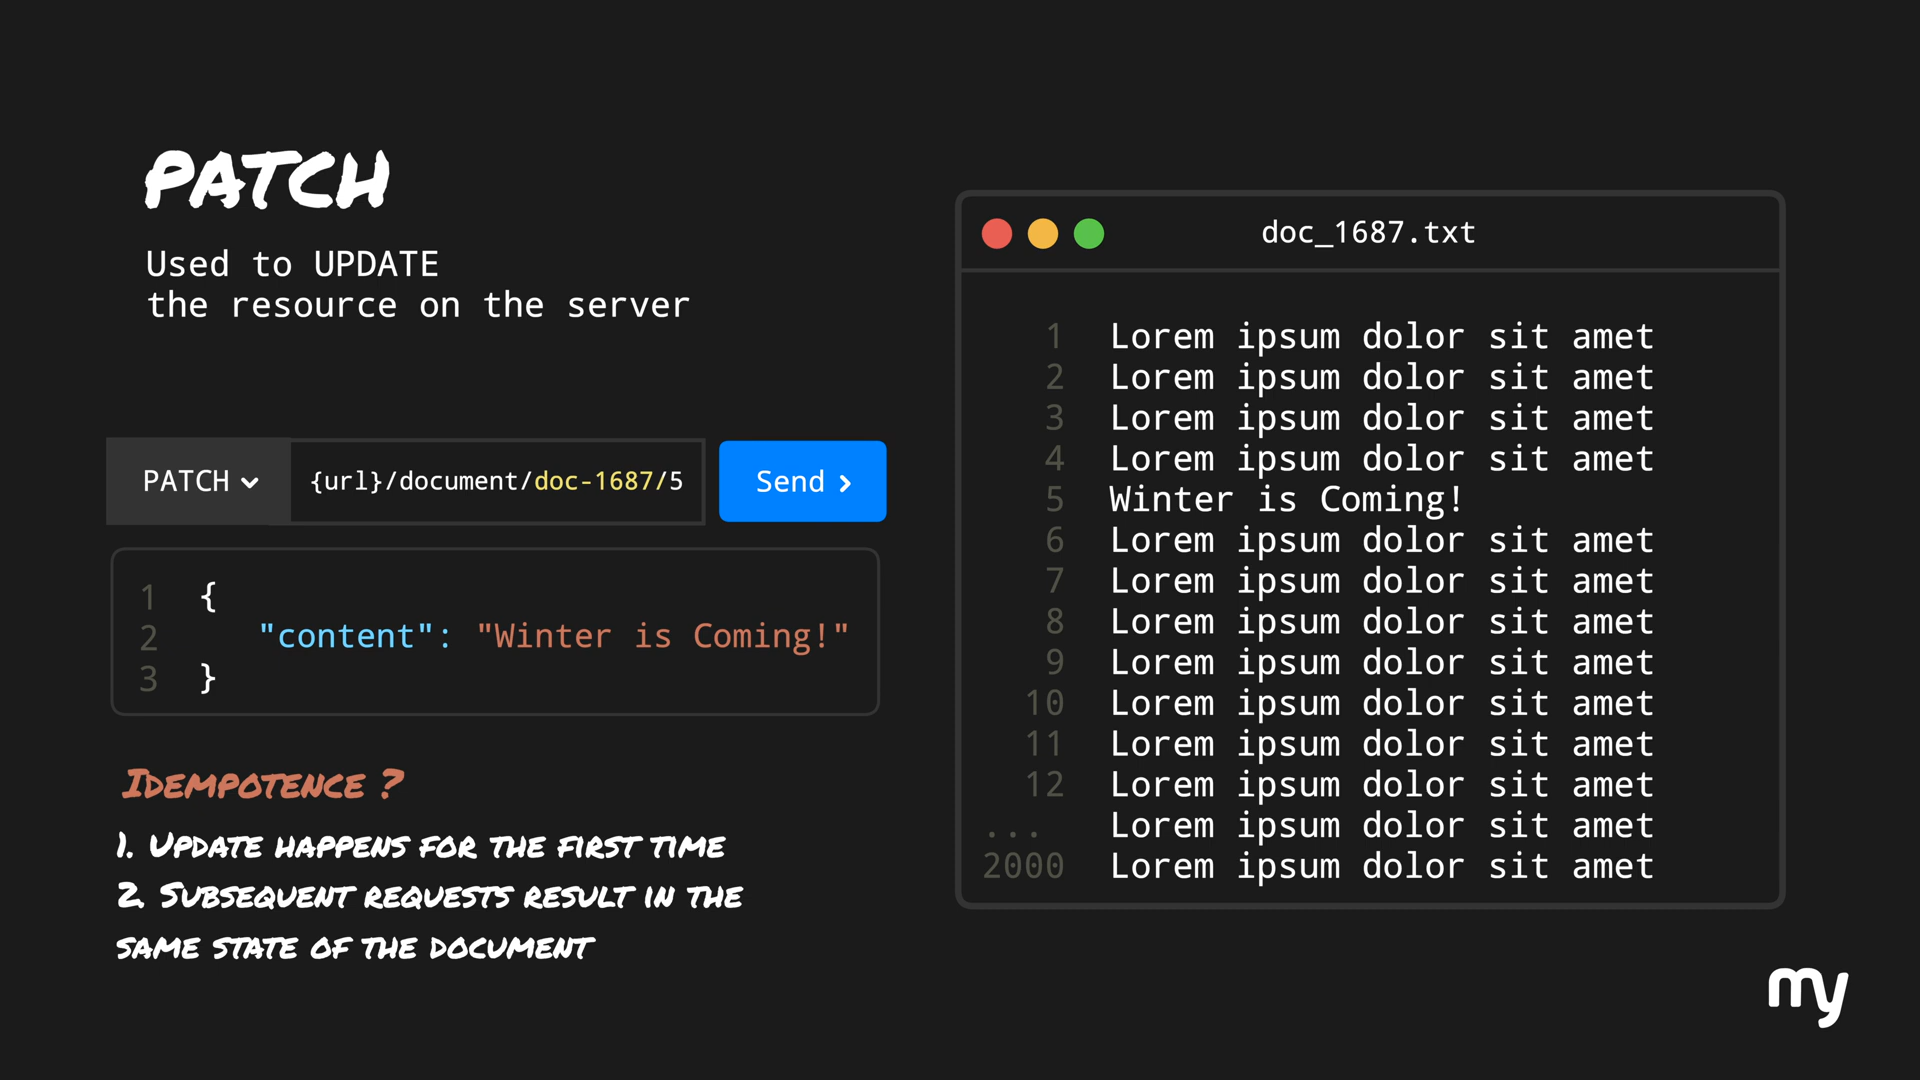 PATCH
Used to UPDATE
the resource on the server
PATCH {url}/document/doc-1687/5 Send
1 {
2 "content": "Winter is Coming!"
3 }
Idempotence ?
1. Update happens for the first time
2. Subsequent requests result in the
same state of the document
doc_1687.txt
1 Lorem ipsum dolor sit amet
2 Lorem ipsum dolor sit amet
3 Lorem ipsum dolor sit amet
4 Lorem ipsum dolor sit amet
5 Winter is Coming!
6 Lorem ipsum dolor sit amet
7 Lorem ipsum dolor sit amet
8 Lorem ipsum dolor sit amet
9 Lorem ipsum dolor sit amet
10 Lorem ipsum dolor sit amet
11 Lorem ipsum dolor sit amet
12 Lorem ipsum dolor sit amet
... Lorem ipsum dolor sit amet
2000 Lorem ipsum dolor sit amet
my